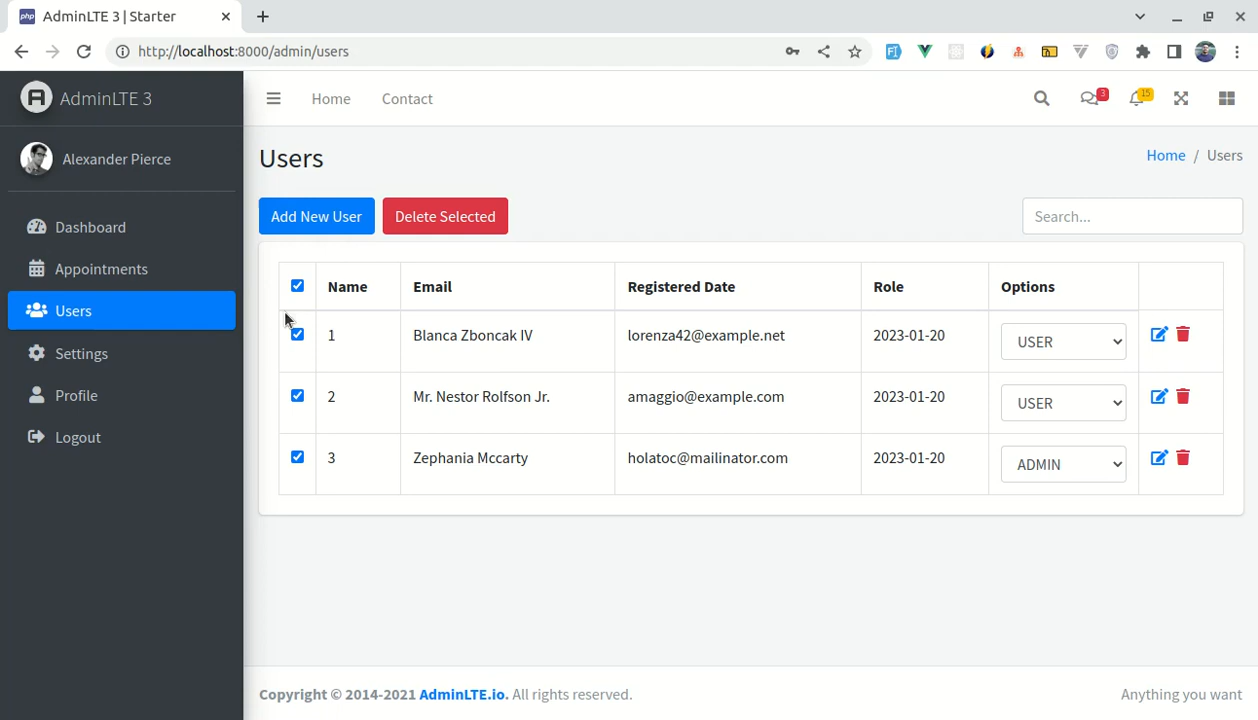 AdminLTE 3 | Starter
http://localhost:8000/admin/users
AdminLTE 3
Home
Contact
3
15
Alexander Pierce
Users
Home / Users
Dashboard
Appointments
Users
Settings
Profile
Logout
Add New User
Delete Selected
Search...
Name Email Registered Date Role Options
1 Blanca Zboncak IV lorenza42@example.net 2023-01-20 USER
2 Mr. Nestor Rolfson Jr. amaggio@example.com 2023-01-20 USER
3 Zephania Mccarty holatoc@mailinator.com 2023-01-20 ADMIN
Copyright © 2014-2021 AdminLTE.io. All rights reserved.
Anything you want